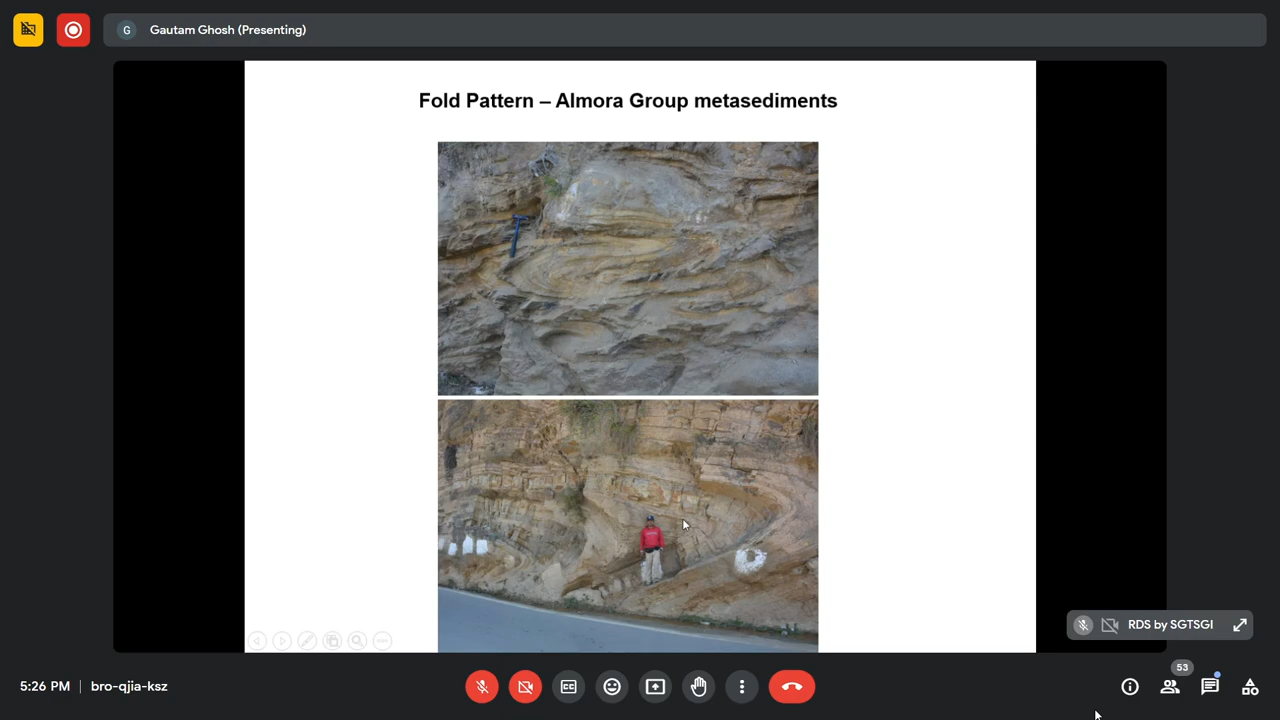 G Gautam Ghosh (Presenting)
Fold Pattern – Almora Group metasediments
RDS by SGTSGI
53
5:26 PM | bro-qjia-ksz